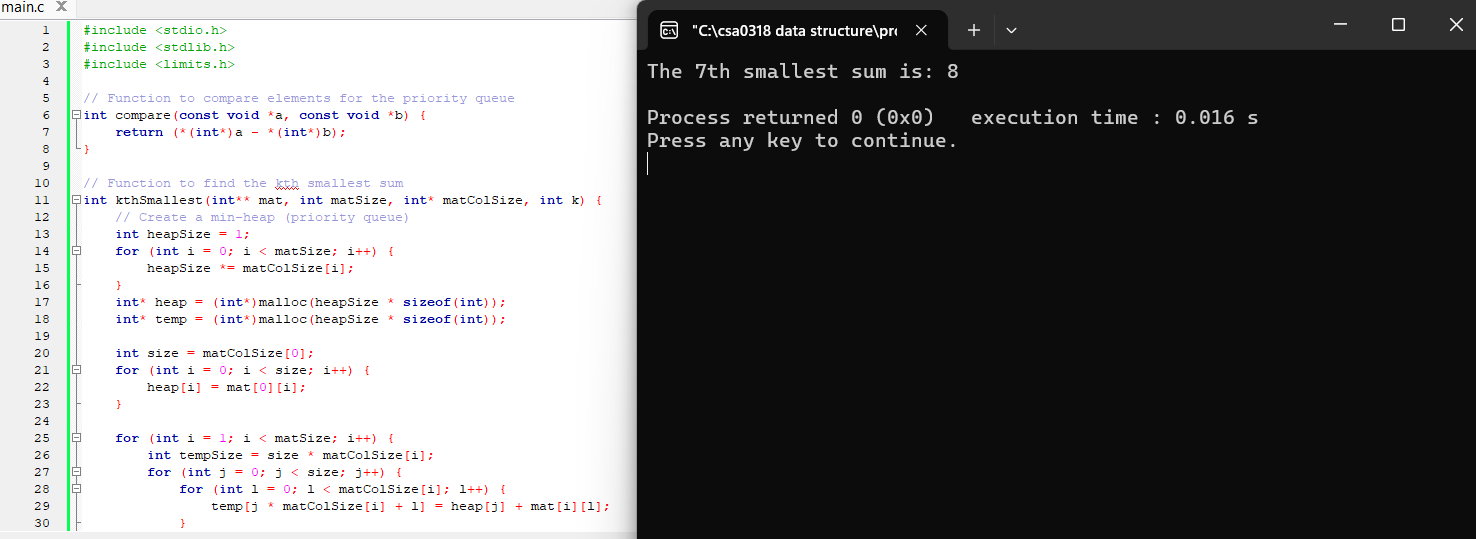 main.c X
1 #include <stdio.h>
2 #include <stdlib.h>
3 #include <limits.h>
4
5 // Function to compare elements for the priority queue
6 int compare(const void *a, const void *b) {
7 return (*(int*)a - *(int*)b);
8 }
9
10 // Function to find the kth smallest sum
11 int kthSmallest(int** mat, int matSize, int* matColSize, int k) {
12 // Create a min-heap (priority queue)
13 int heapSize = 1;
14 for (int i = 0; i < matSize; i++) {
15 heapSize *= matColSize[i];
16 }
17 int* heap = (int*)malloc(heapSize * sizeof(int));
18 int* temp = (int*)malloc(heapSize * sizeof(int));
19
20 int size = matColSize[0];
21 for (int i = 0; i < size; i++) {
22 heap[i] = mat[0][i];
23 }
24
25 for (int i = 1; i < matSize; i++) {
26 int tempSize = size * matColSize[i];
27 for (int j = 0; j < size; j++) {
28 for (int l = 0; l < matColSize[i]; l++) {
29 temp[j * matColSize[i] + l] = heap[j] + mat[i][l];
30 }
"C:\csa0318 data structure\pr
The 7th smallest sum is: 8
Process returned 0 (0x0) execution time : 0.016 s
Press any key to continue.